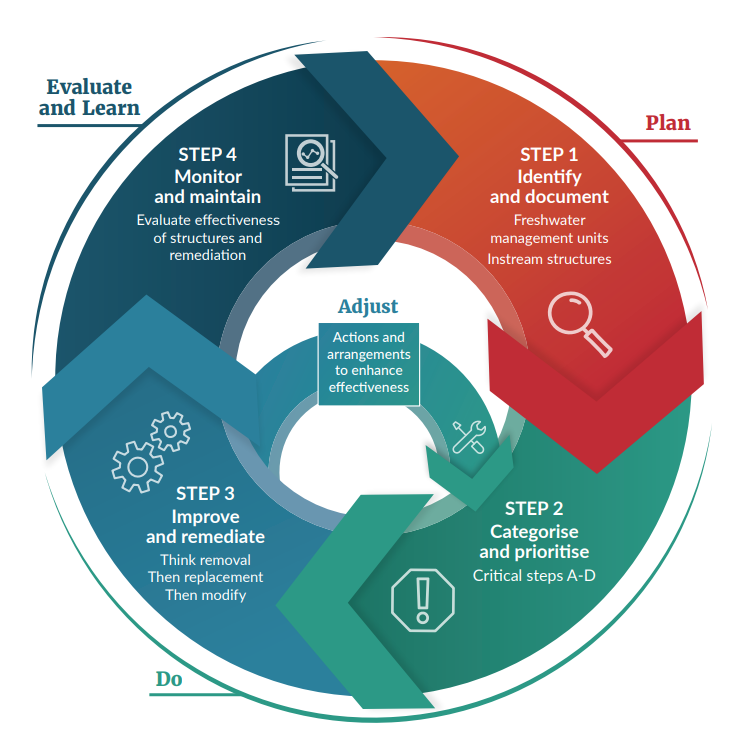 Evaluate
and Learn
Plan
STEP 1
Identify
and document
Freshwater
management units
Instream structures
STEP 2
Categorise
and prioritise
Critical steps A-D
Do
STEP 3
Improve
and remediate
Think removal
Then replacement
Then modify
STEP 4
Monitor
and maintain
Evaluate effectiveness
of structures and
remediation
Adjust
Actions and
arrangements
to enhance
effectiveness